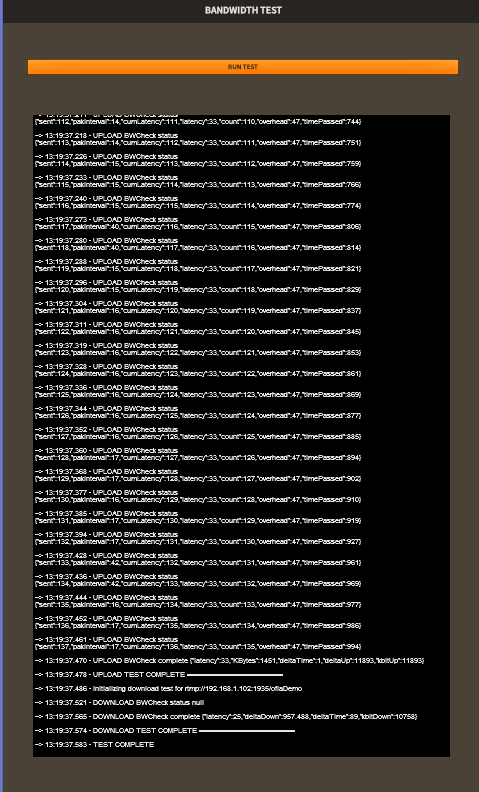 BANDWIDTH TEST
RUN TEST
{"sent":112,"pakInterval":14,"cumLatency":111,"latency":33,"count":110,"overhead":47,"timePassed":744}
-> 13:19:37.218 - UPLOAD BWCheck status
{"sent":113,"pakInterval":14,"cumLatency":112,"latency":33,"count":111,"overhead":47,"timePassed":751}
-> 13:19:37.226 - UPLOAD BWCheck status
{"sent":114,"pakInterval":15,"cumLatency":113,"latency":33,"count":112,"overhead":47,"timePassed":759}
-> 13:19:37.233 - UPLOAD BWCheck status
{"sent":115,"pakInterval":15,"cumLatency":114,"latency":33,"count":113,"overhead":47,"timePassed":766}
-> 13:19:37.240 - UPLOAD BWCheck status
{"sent":116,"pakInterval":15,"cumLatency":115,"latency":33,"count":114,"overhead":47,"timePassed":774}
-> 13:19:37.273 - UPLOAD BWCheck status
{"sent":117,"pakInterval":40,"cumLatency":116,"latency":33,"count":115,"overhead":47,"timePassed":806}
-> 13:19:37.280 - UPLOAD BWCheck status
{"sent":118,"pakInterval":40,"cumLatency":117,"latency":33,"count":116,"overhead":47,"timePassed":814}
-> 13:19:37.288 - UPLOAD BWCheck status
{"sent":119,"pakInterval":15,"cumLatency":118,"latency":33,"count":117,"overhead":47,"timePassed":821}
-> 13:19:37.296 - UPLOAD BWCheck status
{"sent":120,"pakInterval":15,"cumLatency":119,"latency":33,"count":118,"overhead":47,"timePassed":829}
-> 13:19:37.304 - UPLOAD BWCheck status
{"sent":121,"pakInterval":16,"cumLatency":120,"latency":33,"count":119,"overhead":47,"timePassed":837}
-> 13:19:37.311 - UPLOAD BWCheck status
{"sent":122,"pakInterval":16,"cumLatency":121,"latency":33,"count":120,"overhead":47,"timePassed":845}
-> 13:19:37.319 - UPLOAD BWCheck status
{"sent":123,"pakInterval":16,"cumLatency":122,"latency":33,"count":121,"overhead":47,"timePassed":853}
-> 13:19:37.328 - UPLOAD BWCheck status
{"sent":124,"pakInterval":16,"cumLatency":123,"latency":33,"count":122,"overhead":47,"timePassed":861}
-> 13:19:37.336 - UPLOAD BWCheck status
{"sent":125,"pakInterval":16,"cumLatency":124,"latency":33,"count":123,"overhead":47,"timePassed":869}
-> 13:19:37.344 - UPLOAD BWCheck status
{"sent":126,"pakInterval":16,"cumLatency":125,"latency":33,"count":124,"overhead":47,"timePassed":877}
-> 13:19:37.352 - UPLOAD BWCheck status
{"sent":127,"pakInterval":16,"cumLatency":126,"latency":33,"count":125,"overhead":47,"timePassed":885}
-> 13:19:37.360 - UPLOAD BWCheck status
{"sent":128,"pakInterval":17,"cumLatency":127,"latency":33,"count":126,"overhead":47,"timePassed":894}
-> 13:19:37.368 - UPLOAD BWCheck status
{"sent":129,"pakInterval":17,"cumLatency":128,"latency":33,"count":127,"overhead":47,"timePassed":902}
-> 13:19:37.377 - UPLOAD BWCheck status
{"sent":130,"pakInterval":16,"cumLatency":129,"latency":33,"count":128,"overhead":47,"timePassed":910}
-> 13:19:37.385 - UPLOAD BWCheck status
{"sent":131,"pakInterval":17,"cumLatency":130,"latency":33,"count":129,"overhead":47,"timePassed":919}
-> 13:19:37.394 - UPLOAD BWCheck status
{"sent":132,"pakInterval":17,"cumLatency":131,"latency":33,"count":130,"overhead":47,"timePassed":927}
-> 13:19:37.428 - UPLOAD BWCheck status
{"sent":133,"pakInterval":42,"cumLatency":132,"latency":33,"count":131,"overhead":47,"timePassed":961}
-> 13:19:37.436 - UPLOAD BWCheck status
{"sent":134,"pakInterval":42,"cumLatency":133,"latency":33,"count":132,"overhead":47,"timePassed":969}
-> 13:19:37.444 - UPLOAD BWCheck status
{"sent":135,"pakInterval":16,"cumLatency":134,"latency":33,"count":133,"overhead":47,"timePassed":977}
-> 13:19:37.452 - UPLOAD BWCheck status
{"sent":136,"pakInterval":17,"cumLatency":135,"latency":33,"count":134,"overhead":47,"timePassed":986}
-> 13:19:37.461 - UPLOAD BWCheck status
{"sent":137,"pakInterval":17,"cumLatency":136,"latency":33,"count":135,"overhead":47,"timePassed":994}
-> 13:19:37.470 - UPLOAD BWCheck complete {"latency":33,"KBytes":1451,"deltaTime":1,"deltaUp":11893,"kbitUp":11893}
-> 13:19:37.478 - UPLOAD TEST COMPLETE
-> 13:19:37.486 - Initializing download test for rtmp://192.168.1.102:1935/oflaDemo
-> 13:19:37.521 - DOWNLOAD BWCheck status null
-> 13:19:37.565 - DOWNLOAD BWCheck complete {"latency":25,"deltaDown":957.488,"deltaTime":89,"kbitDown":10758}
-> 13:19:37.574 - DOWNLOAD TEST COMPLETE
-> 13:19:37.583 - TEST COMPLETE